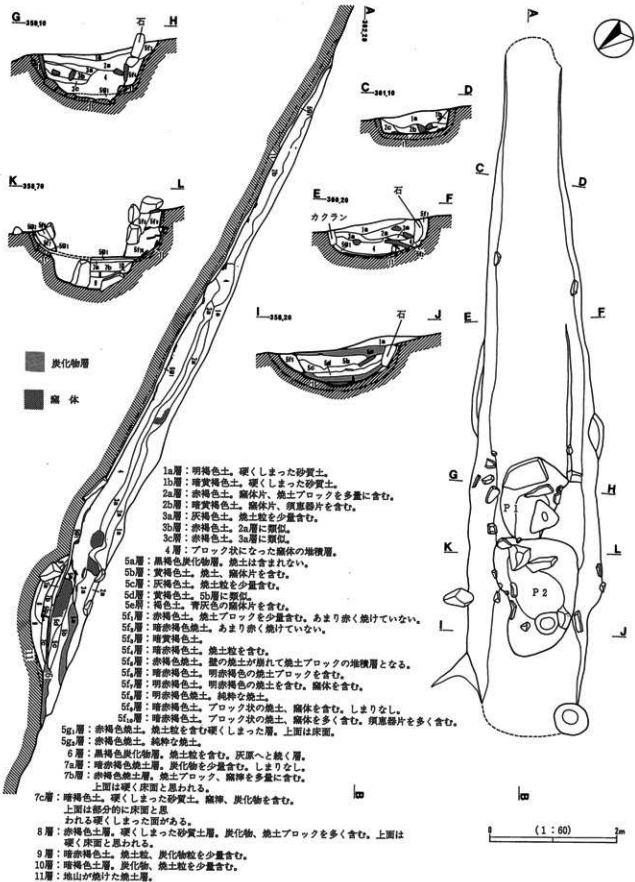 G 359,10 H
石
K 358,70 L
炭化物層
窯体
A
C 361,10 D
E 360,20 F
石
カクラン
I 358,20 J
石
A
C D
E F
G H
P1
K L
P2
I J
B B
0 (1:60) 2m
1a層:明褐色土。硬くしまった砂質土。
1b層:暗黄褐色土。硬くしまった砂質土。
2a層:赤褐色土。窯体片、焼土ブロックを多量に含む。
2b層:暗黄褐色土。窯体片、須恵器片を含む。
3a層:灰褐色土。焼土粒を少量含む。
3b層:赤褐色土。2a層に類似。
3c層:赤褐色土。3a層に類似。
4層:ブロック状になった窯体の堆積層。
5a層:黒褐色炭化物層。焼土は含まれない。
5b層:黄褐色土。焼土、窯体片を含む。
5c層:灰褐色土。焼土粒を少量含む。
5d層:黄褐色土。5b層に類似。
5e層:褐色土。青灰色の窯体片を含む。
5f₁層:赤褐色土。焼土ブロックを少量含む。あまり赤く焼けていない。
5f₂層:暗赤褐色焼土。あまり赤く焼けていない。
5f₃層:暗黄褐色土。
5f₄層:暗赤褐色土。焼土粒を含む。
5f₁₀層:赤褐色土。壁の焼土が崩れて焼土ブロックの堆積層となる。
層:暗赤褐色土。明赤褐色の焼土ブロックを含む。
層:暗赤褐色土。明赤褐色の焼土を含む。窯体を含む。
層:明赤褐色焼土。純粋な焼土。
層:暗赤褐色土。ブロック状の焼土、窯体を含む。しまりなし。
5f₁₀層:暗赤褐色土。ブロック状の焼土、窯体を多く含む。須恵器片を多く含む。
5g₁層:赤褐色焼土。焼土粒を含む硬くしまった層。上面は床面。
5g₂層:赤褐色焼土。純粋な焼土。
6層:黒褐色炭化物層。焼土粒を含む。灰原へと続く層。
7a層:暗赤褐色焼土層。炭化物を少量含む。しまりなし。
7b層:赤褐色焼土層。焼土ブロック、窯滓を多量に含む。
上面は硬く床面と思われる。
7c層:暗褐色土。硬くしまった砂質土。窯滓、炭化物を含む。
上面は部分的に床面と思
われる硬くしまった面がある。
8層:赤褐色土層。硬くしまった砂質土層。炭化物、焼土ブロックを多く含む。上面は
硬く床面と思われる。
9層:暗赤褐色土。焼土粒、炭化物粒を少量含む。
10層:暗褐色土層。炭化物、焼土粒を少量含む。
11層:地山が焼けた焼土層。